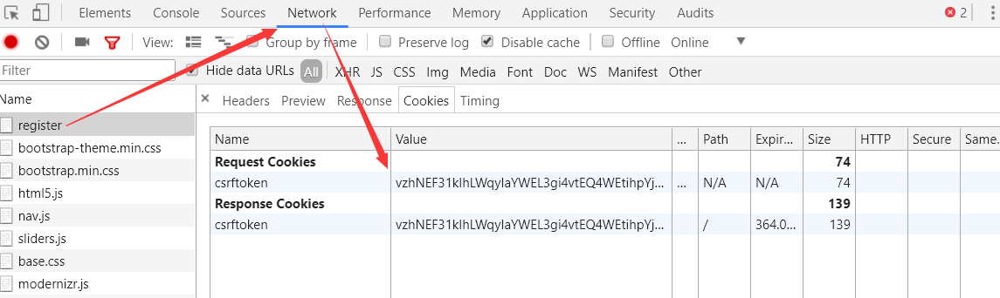 Elements Console Sources Network Performance Memory Application Security Audits 2
View: Group by frame Preserve log Disable cache Offline Online
Filter Hide data URLs All XHR JS CSS Img Media Font Doc WS Manifest Other
Name Headers Preview Response Cookies Timing
register
bootstrap-theme.min.css
bootstrap.min.css
html5.js
nav.js
sliders.js
base.css
modernizr.js
Name Value ... Path Expir... Size HTTP Secure Same.
Request Cookies 74
csrftoken vzhNEF31klhLWqylaYWEL3gi4vtEQ4WEtihpYj... ... N/A N/A 74
Response Cookies 139
csrftoken vzhNEF31klhLWqylaYWEL3gi4vtEQ4WEtihpYj... / 364.0... 139